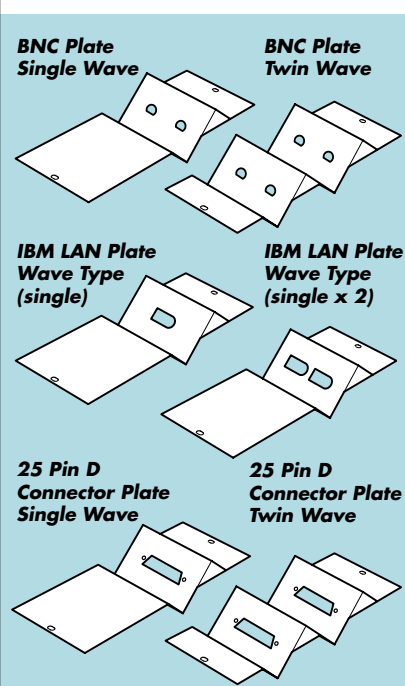 BNC Plate
Single Wave
BNC Plate
Twin Wave
IBM LAN Plate
Wave Type
(single)
IBM LAN Plate
Wave Type
(single x 2)
25 Pin D
Connector Plate
Single Wave
25 Pin D
Connector Plate
Twin Wave